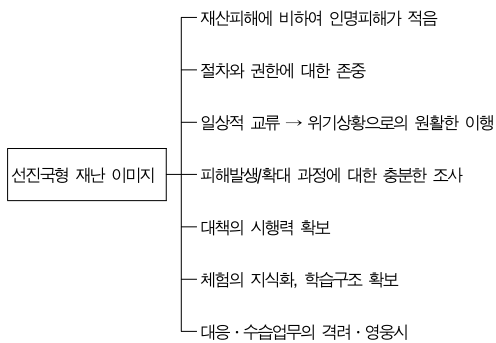 재산피해에 비하여 인명피해가 적음
절차와 권한에 대한 존중
일상적 교류 → 위기상황으로의 원활한 이행
선진국형 재난 이미지
피해발생/확대 과정에 대한 충분한 조사
대책의 시행력 확보
체험의 지식화, 학습구조 확보
대응·수습업무의 격려·영웅시